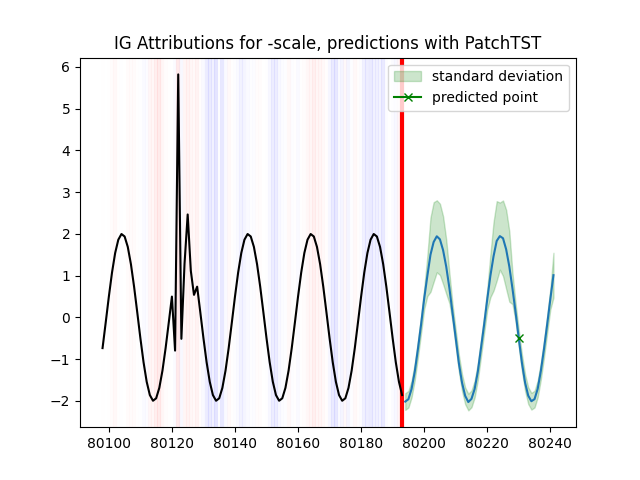 IG Attributions for -scale, predictions with PatchTST
standard deviation
predicted point
6
5
4
3
2
1
0
−1
−2
80100 80120 80140 80160 80180 80200 80220 80240